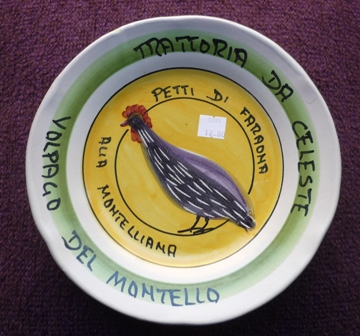 TRATTORIA DA CELESTE
VOLPAGO DEL MONTELLO
PETTI DI FARAONA
ALLA MONTELLIANA